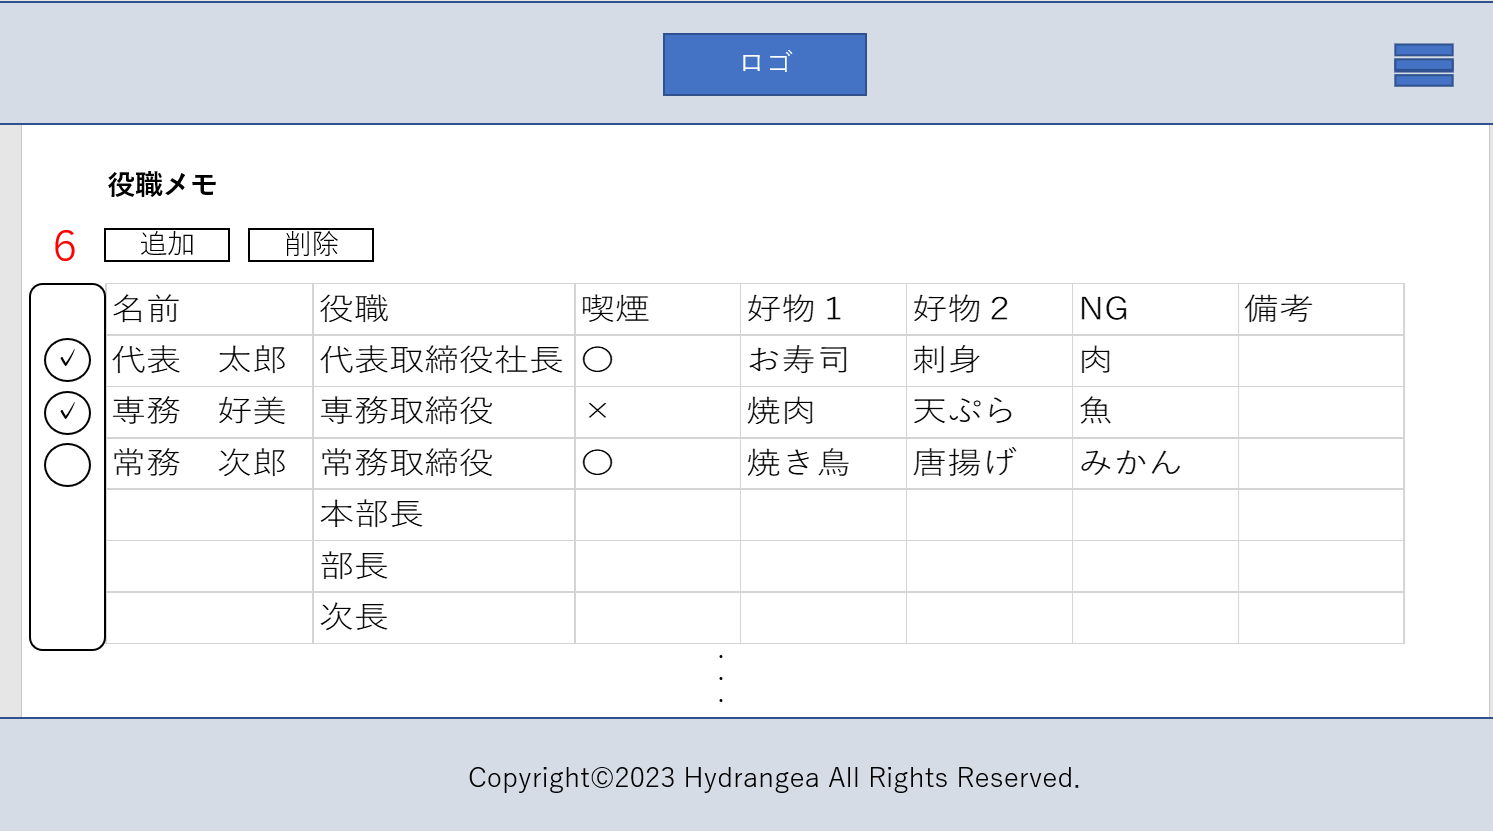 ロゴ
役職メモ
6 追加 削除
名前 役職 喫煙 好物１ 好物２ NG 備考
✓ 代表　太郎 代表取締役社長 〇 お寿司 刺身 肉
✓ 専務　好美 専務取締役 × 焼肉 天ぷら 魚
常務　次郎 常務取締役 〇 焼き鳥 唐揚げ みかん
本部長
部長
次長
・
・
・
Copyright©2023 Hydrangea All Rights Reserved.